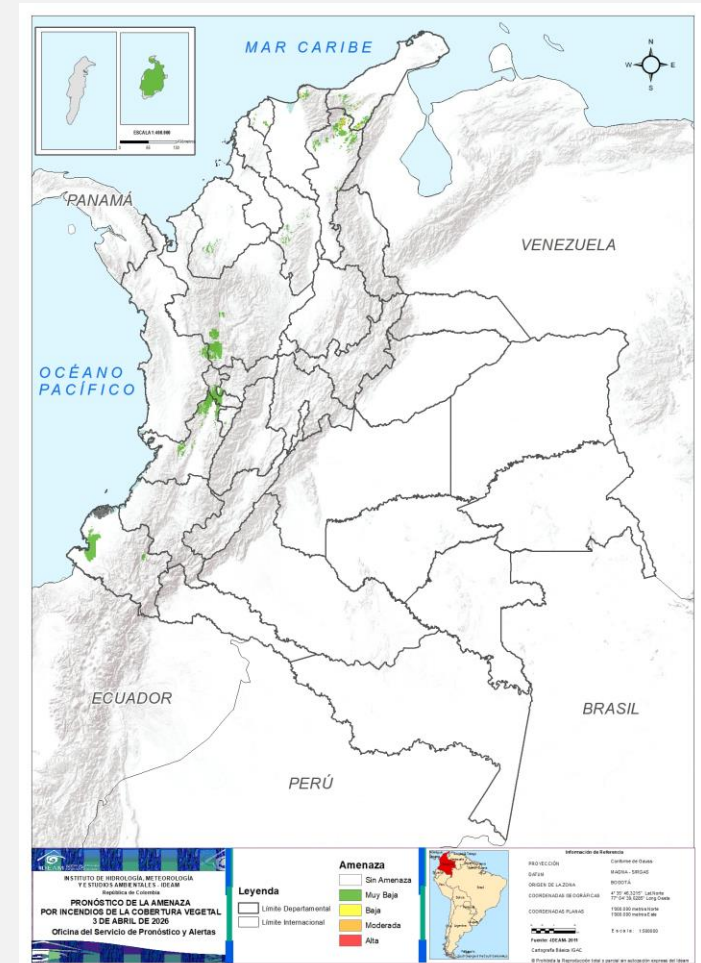 MAR CARIBE
N
W
E
S
PANAMÁ
VENEZUELA
OCÉANO
PACÍFICO
ECUADOR
PERÚ
BRASIL
IDEAM
INSTITUTO DE HIDROLOGÍA, METEOROLOGÍA
Y ESTUDIOS AMBIENTALES - IDEAM
República de Colombia
PRONÓSTICO DE LA AMENAZA
POR INCENDIOS DE LA COBERTURA VEGETAL
3 DE ABRIL DE 2026
Oficina del Servicio de Pronóstico y Alertas
Leyenda
Límite Departamental
Límite Internacional
Amenaza
Sin Amenaza
Muy Baja
Baja
Moderada
Alta
Información de Referencia
PROYECCIÓN
Conforme de Gauss
DATUM
MAGNA - SIRGAS
ORIGEN DE LA ZONA
BOGOTÁ
COORDENADAS GEOGRÁFICAS
COORDENADAS PLANAS
Fuente: IDEAM-2019
Cartografía Básica: IGAC.